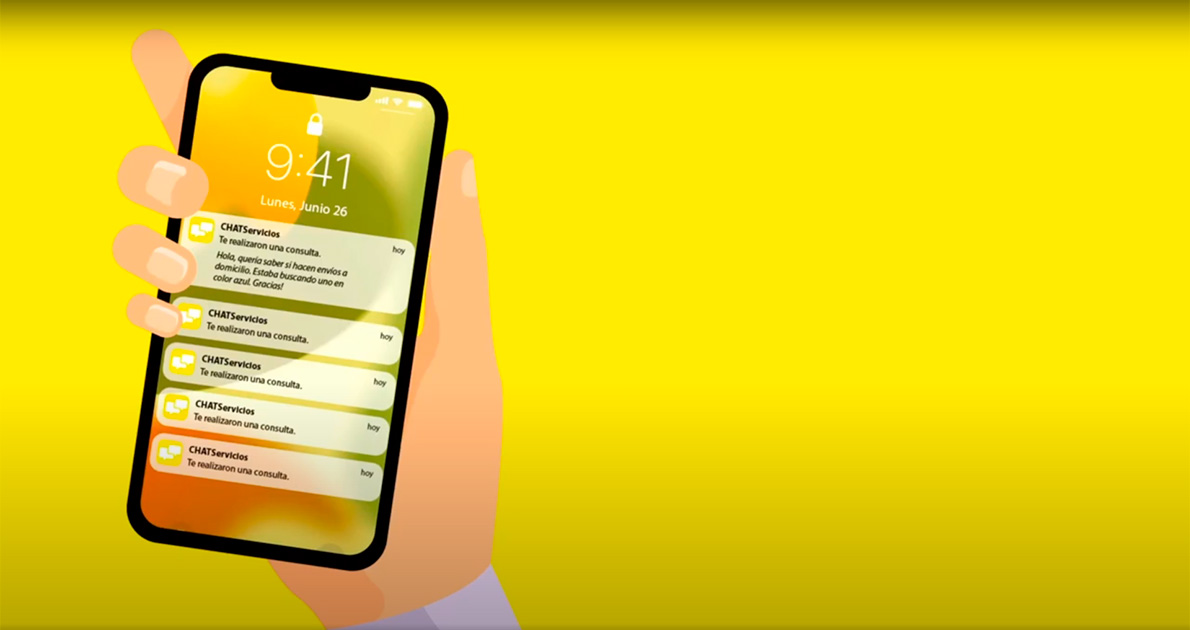 9:41
Lunes, Junio 26
CHATServicios
Te realizaron una consulta.
hoy
Hola, quería saber si hacen envíos a
domicilio. Estaba buscando uno en
color azul. Gracias!
CHATServicios
Te realizaron una consulta.
hoy
CHATServicios
Te realizaron una consulta.
hoy
CHATServicios
Te realizaron una consulta.
hoy
CHATServicios
Te realizaron una consulta.
hoy